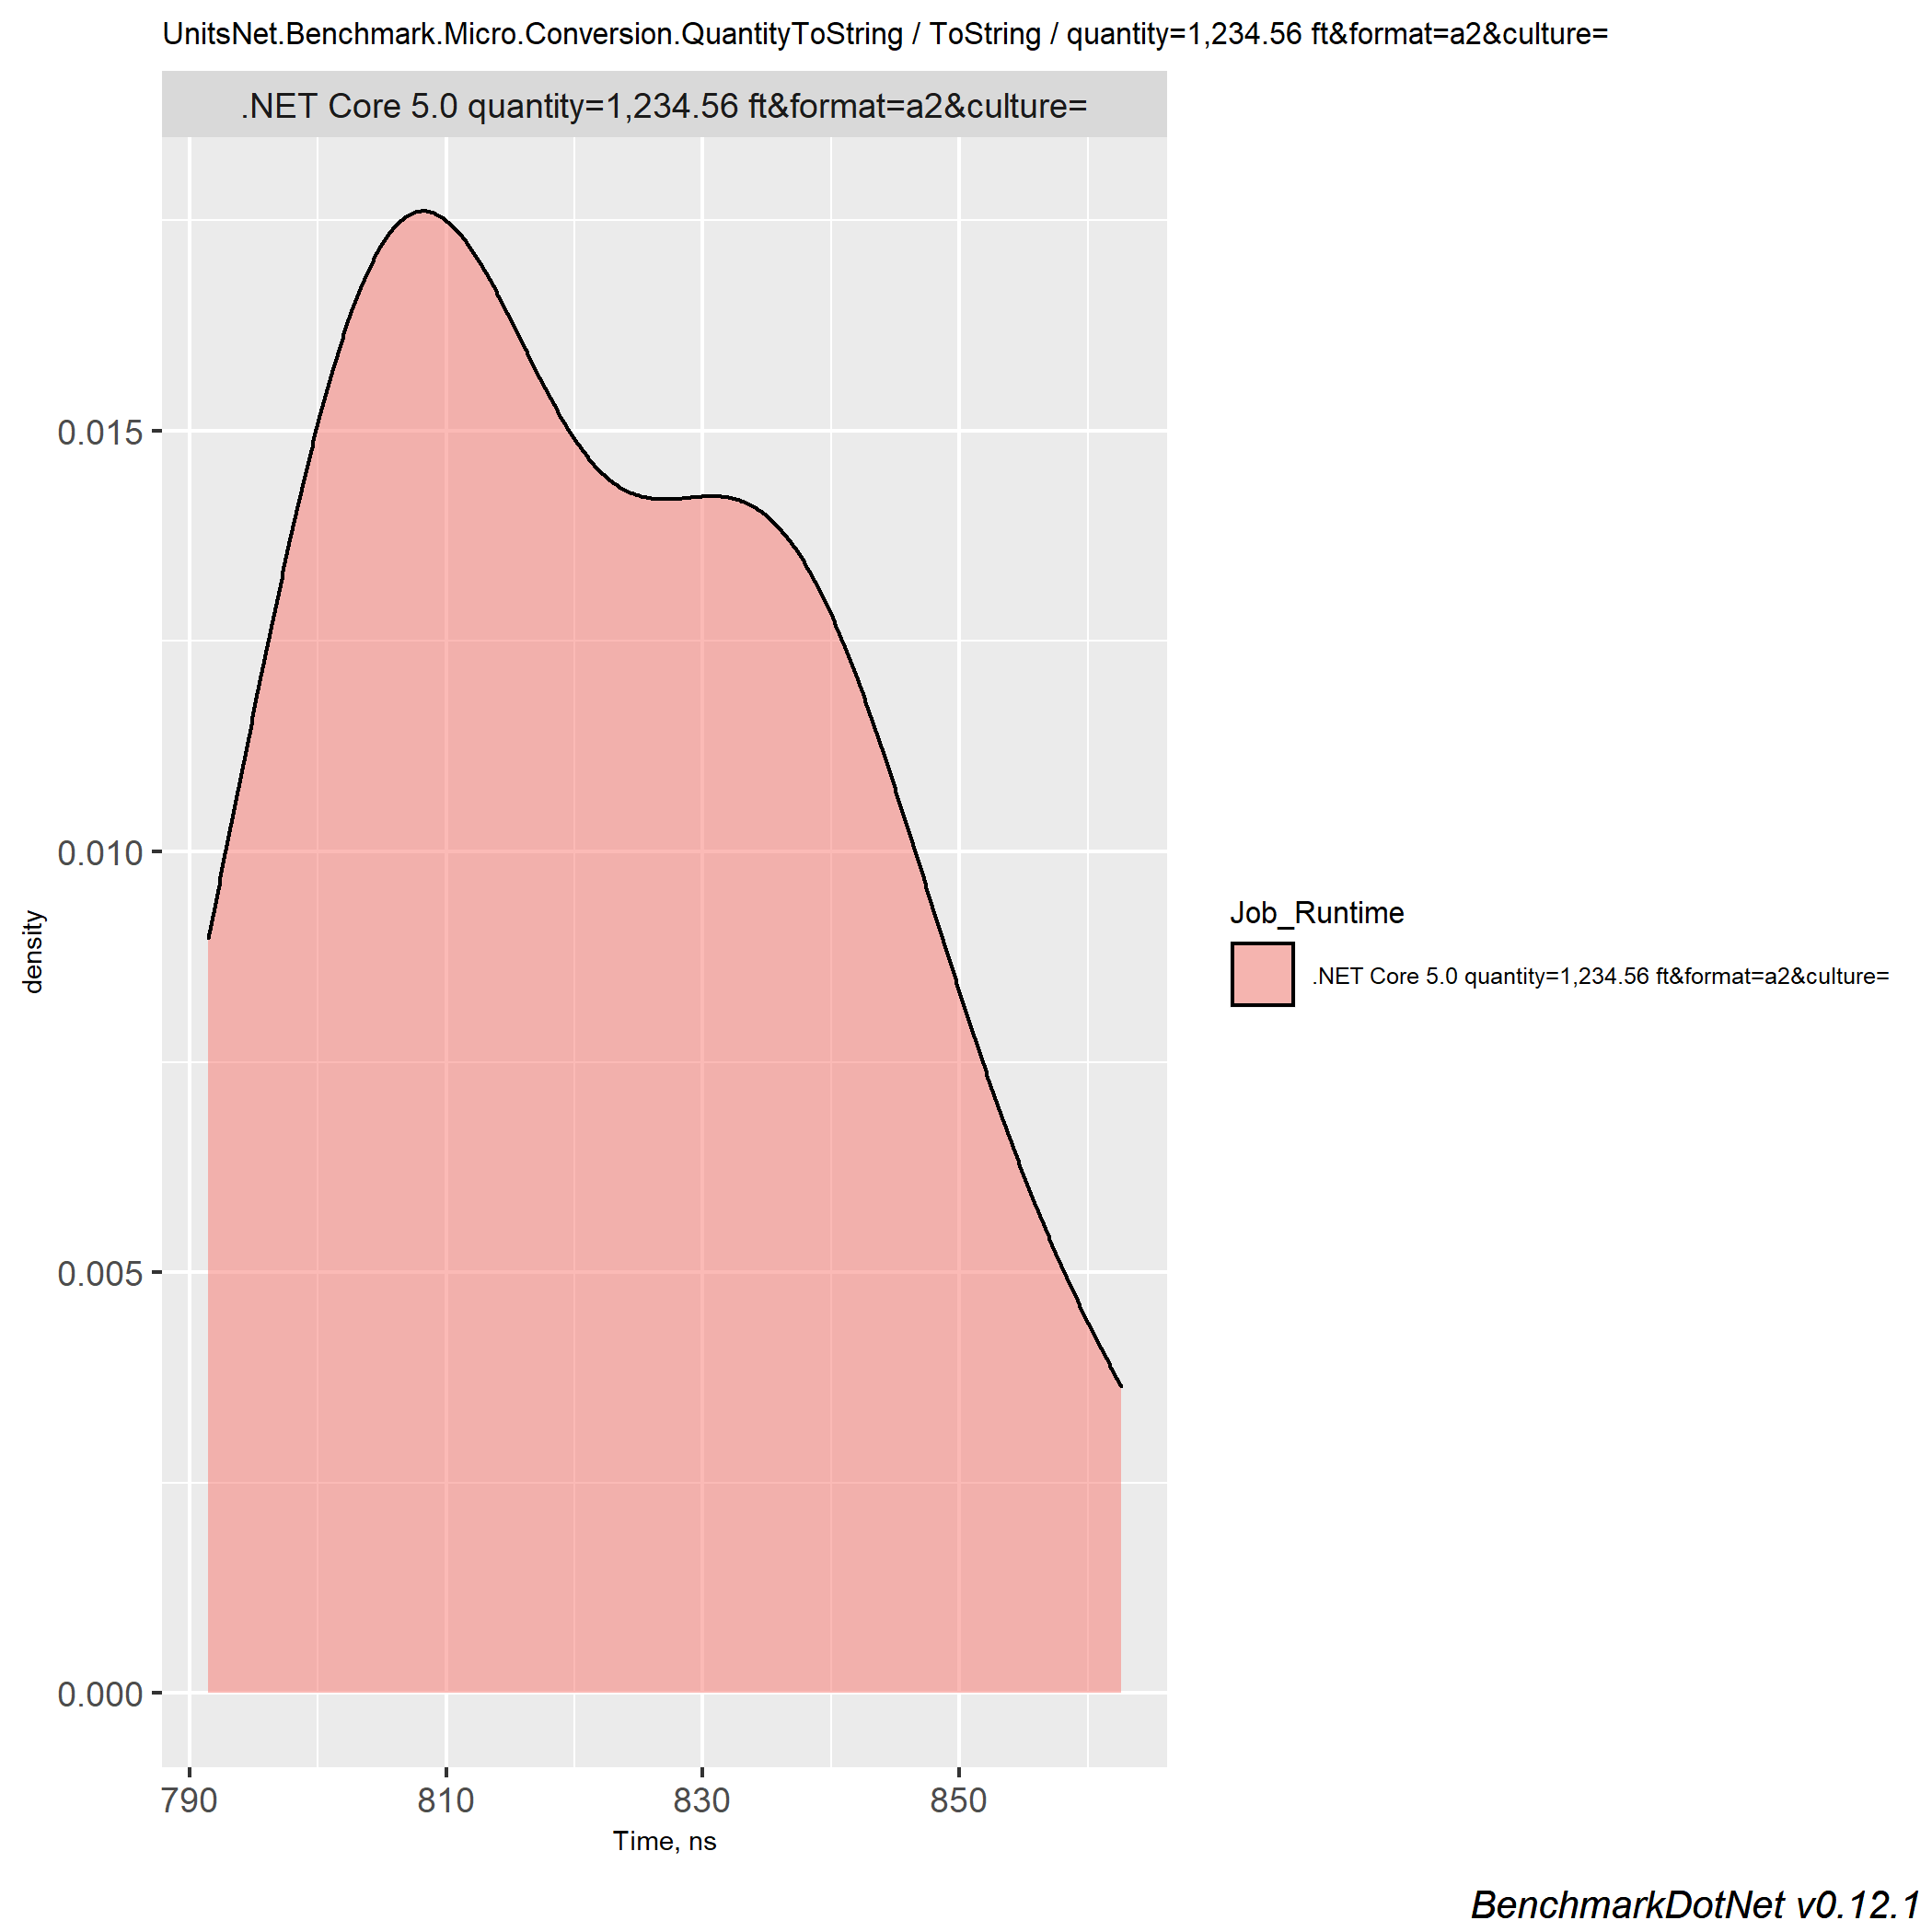 UnitsNet.Benchmark.Micro.Conversion.QuantityToString / ToString / quantity=1,234.56 ft&format=a2&culture=
.NET Core 5.0 quantity=1,234.56 ft&format=a2&culture=
0.015
0.010
0.005
0.000
density
790 810 830 850
Time, ns
Job_Runtime
.NET Core 5.0 quantity=1,234.56 ft&format=a2&culture=
BenchmarkDotNet v0.12.1